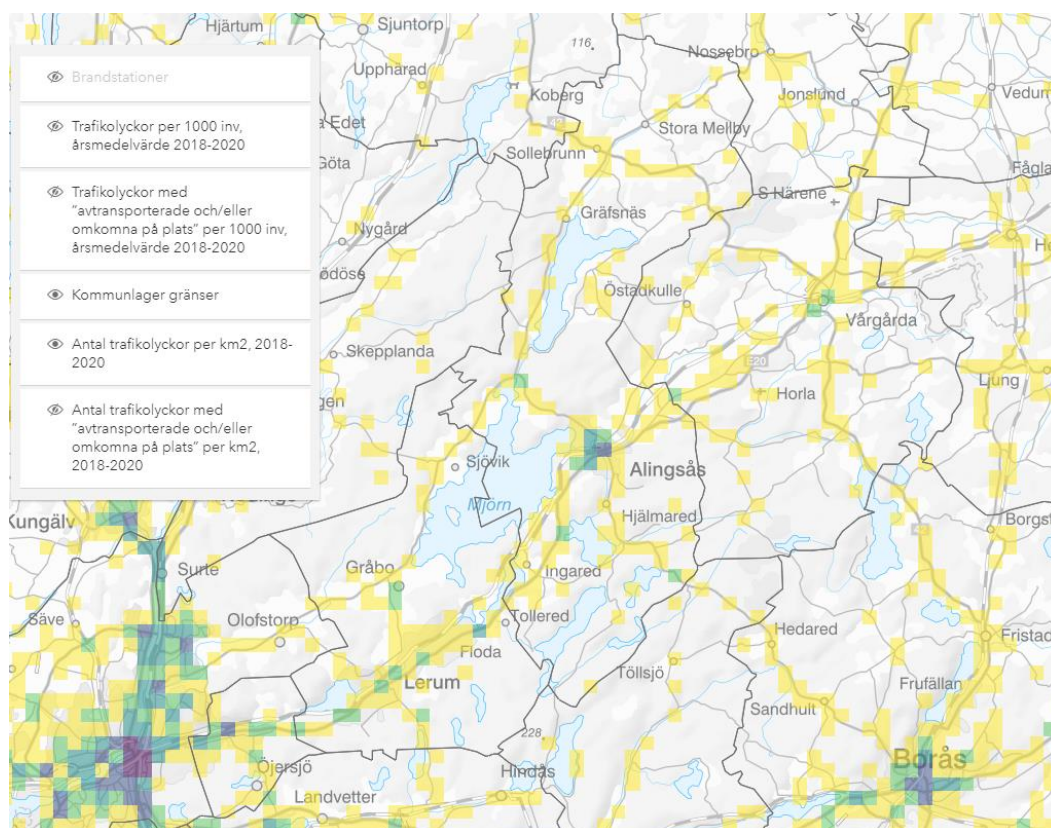 Brandstationer
Trafikolyckor per 1000 inv,
årsmedelvärde 2018-2020
Trafikolyckor med
"avtransporterade och/eller
omkomna på plats" per 1000 inv,
årsmedelvärde 2018-2020
Kommunlager gränser
Antal trafikolyckor per km2, 2018-
2020
Antal trafikolyckor med
"avtransporterade och/eller
omkomna på plats" per km2,
2018-2020
Hjärtum
Sjuntorp
116
Nossebro
Upphärad
Koberg
Jonslund
Edet
42
Stora Mellby
Sollebrunn
Göta
S Härene
Gräfsnäs
Nygård
Östadkulle
Vårgårda
Skepplanda
E20
Ljung
Horla
Sjövik
Alingsås
Mjörn
Kungälv
Hjälmared
42
Surte
Gråbo
Ingared
Säve
Olofstorp
Tollered
Hedared
Fristad
Floda
Töllsjö
Lerum
Frufällan
Sandhult
228
Borås
Öjersjö
Hindås
Landvetter